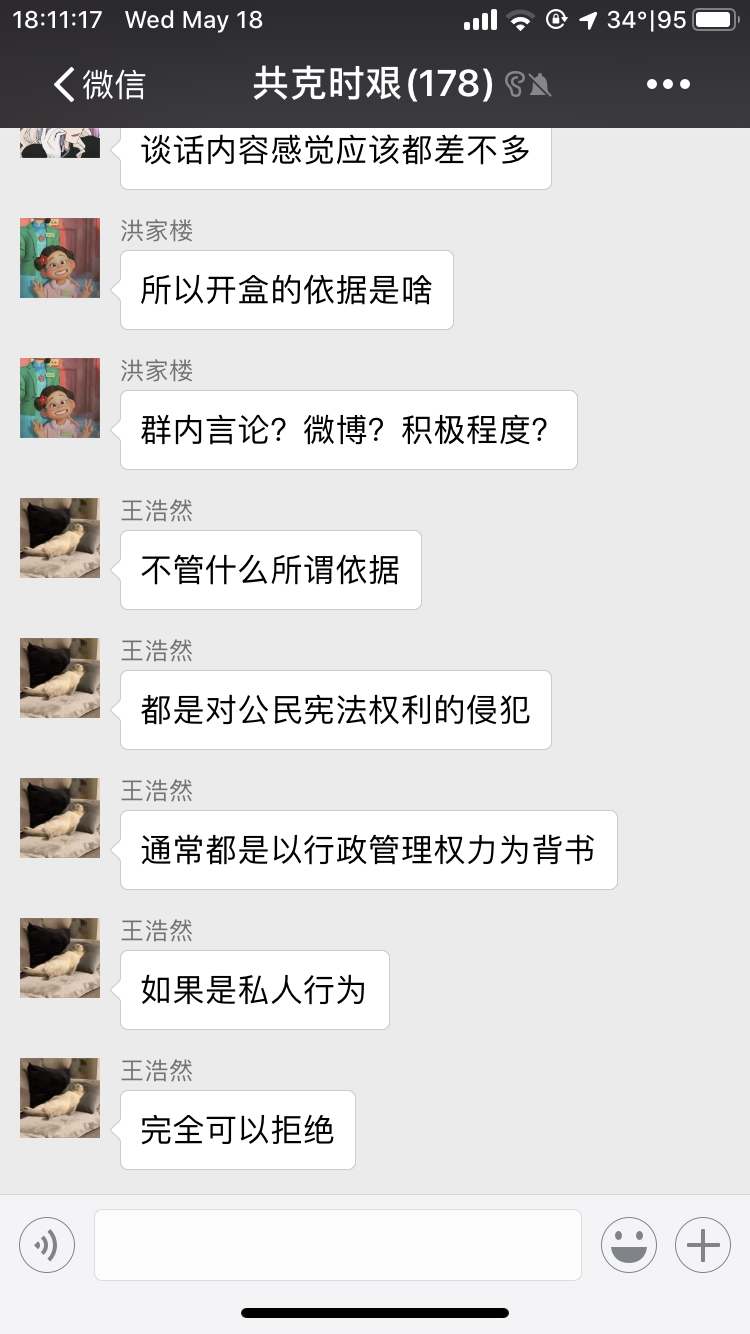 18:11:17 Wed May 18 34°|95
微信 共克时艰(178)
谈话内容感觉应该都差不多
洪家楼
所以开盒的依据是啥
洪家楼
群内言论？微博？积极程度？
王浩然
不管什么所谓依据
王浩然
都是对公民宪法权利的侵犯
王浩然
通常都是以行政管理权力为背书
王浩然
如果是私人行为
王浩然
完全可以拒绝